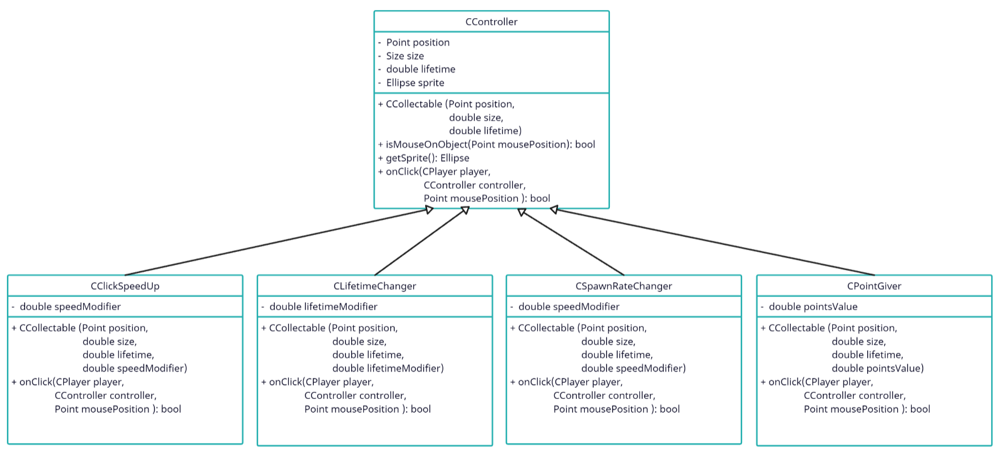 CController
- Point position
- Size size
- double lifetime
- Ellipse sprite
+ CCollectable (Point position,
double size,
double lifetime)
+ isMouseOnObject(Point mousePosition): bool
+ getSprite(): Ellipse
+ onClick(CPlayer player,
CController controller,
Point mousePosition ): bool
CClickSpeedUp
- double speedModifier
+ CCollectable (Point position,
double size,
double lifetime,
double speedModifier)
+ onClick(CPlayer player,
CController controller,
Point mousePosition ): bool
CLifetimeChanger
- double lifetimeModifier
+ CCollectable (Point position,
double size,
double lifetime,
double lifetimeModifier)
+ onClick(CPlayer player,
CController controller,
Point mousePosition ): bool
CSpawnRateChanger
- double speedModifier
+ CCollectable (Point position,
double size,
double lifetime,
double speedModifier)
+ onClick(CPlayer player,
CController controller,
Point mousePosition ): bool
CPointGiver
- double pointsValue
+ CCollectable (Point position,
double size,
double lifetime,
double pointsValue)
+ onClick(CPlayer player,
CController controller,
Point mousePosition ): bool